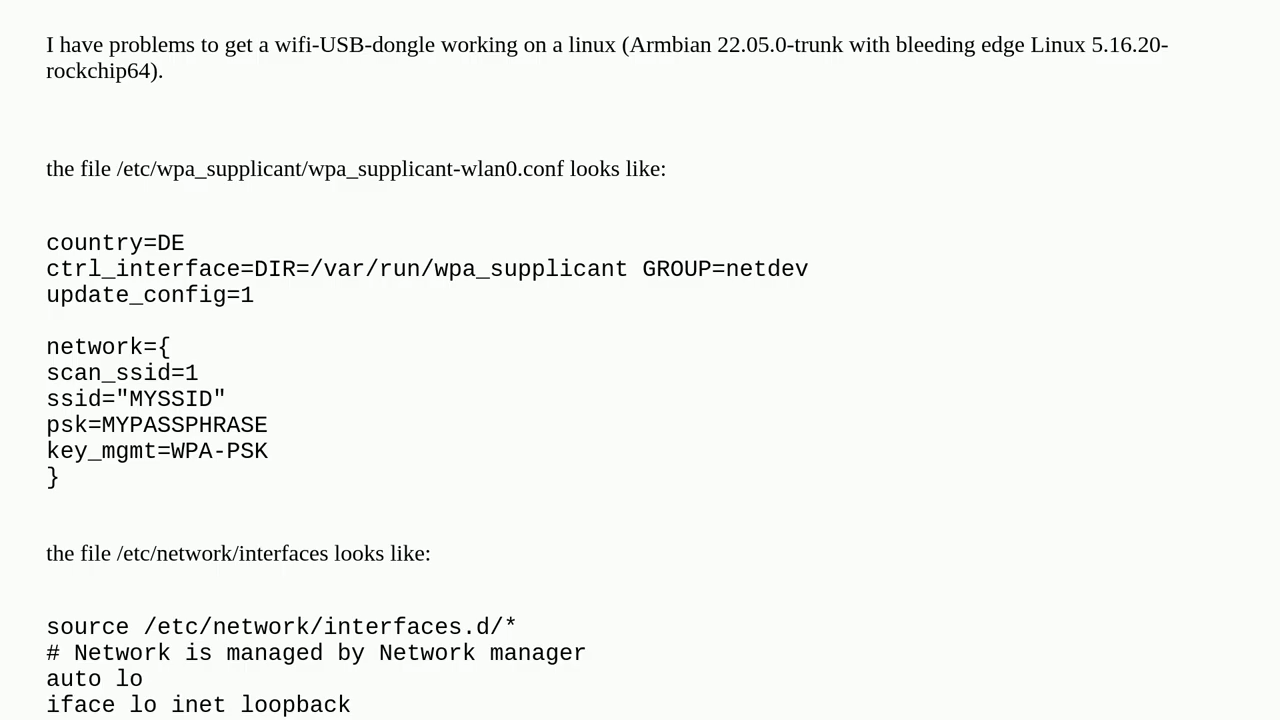 I have problems to get a wifi-USB-dongle working on a linux (Armbian 22.05.0-trunk with bleeding edge Linux 5.16.20-
rockchip64).
the file /etc/wpa_supplicant/wpa_supplicant-wlan0.conf looks like:
country=DE
ctrl_interface=DIR=/var/run/wpa_supplicant GROUP=netdev
update_config=1
network={
scan_ssid=1
ssid="MYSSID"
psk=MYPASSPHRASE
key_mgmt=WPA-PSK
}
the file /etc/network/interfaces looks like:
source /etc/network/interfaces.d/*
# Network is managed by Network manager
auto lo
iface lo inet loopback